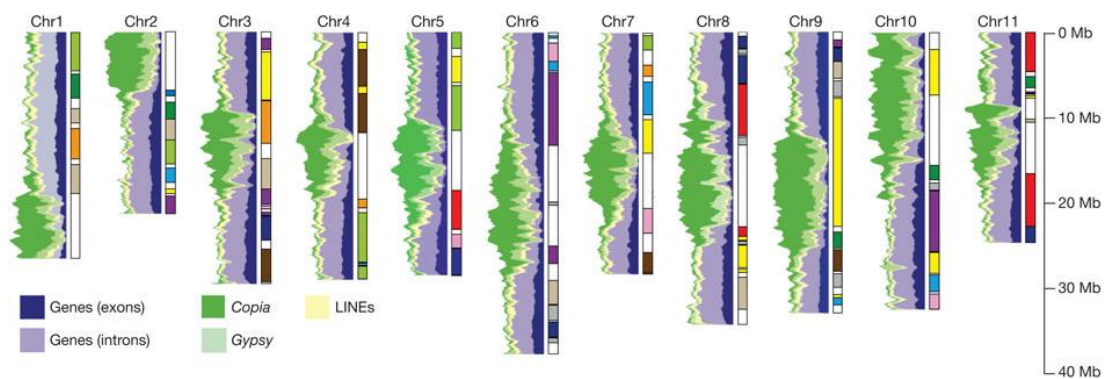 Chr1 Chr2 Chr3 Chr4 Chr5 Chr6 Chr7 Chr8 Chr9 Chr10 Chr11
0 Mb
10 Mb
20 Mb
30 Mb
40 Mb
Genes (exons) Copia LINEs
Genes (introns) Gypsy